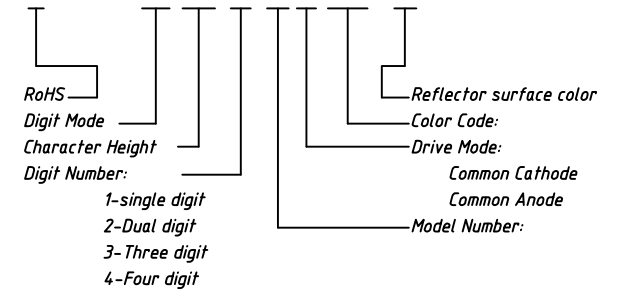 RoHS
Digit Mode
Character Height
Digit Number:
1-single digit
2-Dual digit
3-Three digit
4-Four digit
Reflector surface color
Color Code:
Drive Mode:
Common Cathode
Common Anode
Model Number: